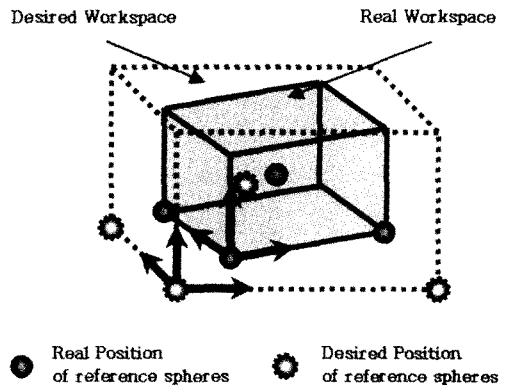 Desired Workspace
Real Workspace
Real Position
of reference spheres
Desired Position
of reference spheres